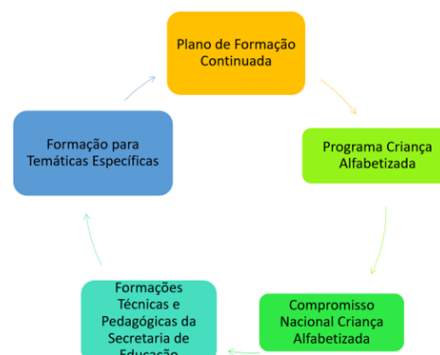 Plano de Formação
Continuada
Programa Criança
Alfabetizada
Compromisso
Nacional Criança
Alfabetizada
Formações
Técnicas e
Pedagógicas da
Secretaria de
Educação
Formação para
Temáticas Específicas